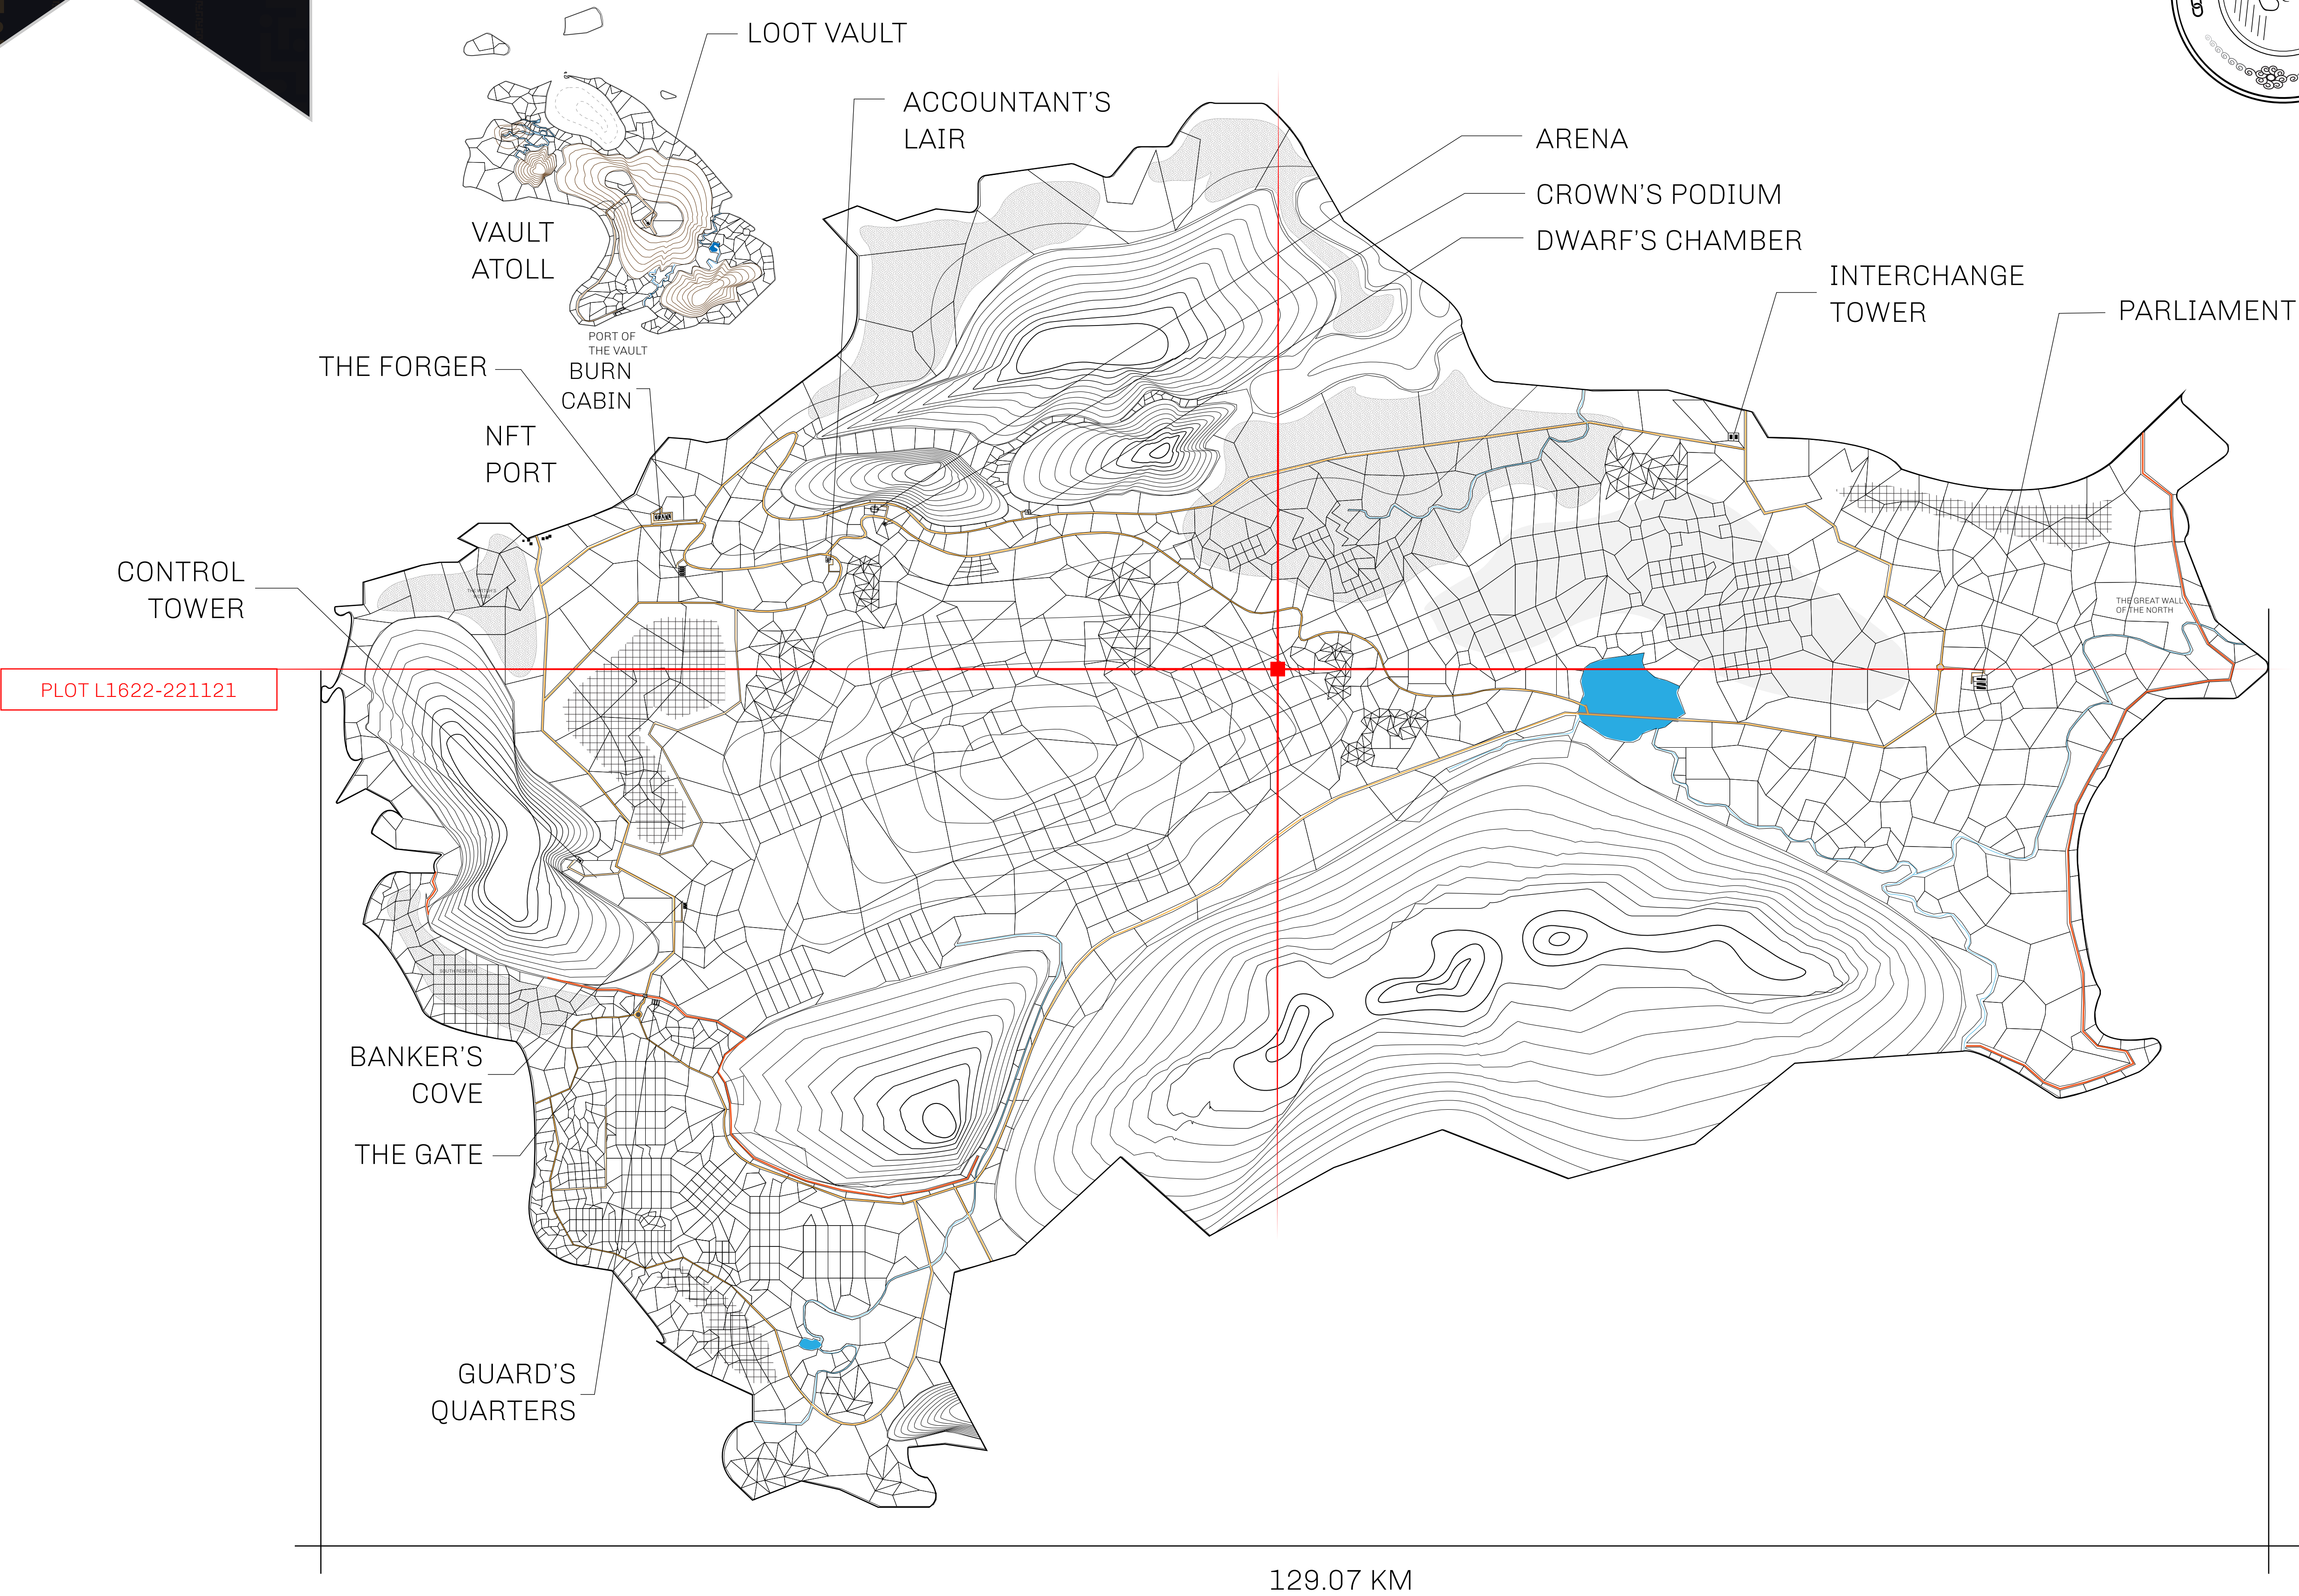 LOOT VAULT
ACCOUNTANT'S
LAIR
ARENA
CROWN'S PODIUM
DWARF'S CHAMBER
INTERCHANGE
TOWER
PARLIAMENT
VAULT
ATOLL
PORT OF
THE VAULT
THE FORGER
BURN
CABIN
NFT
PORT
CONTROL
TOWER
THE GREAT WALL
OF THE NORTH
PLOT L1622-221121
SOUTH RESERVE
BANKER'S
COVE
THE GATE
GUARD'S
QUARTERS
129.07 KM